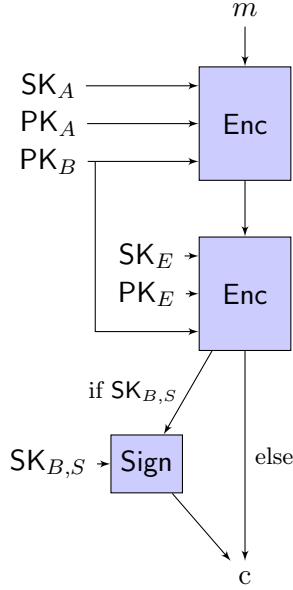 m
SK_A
PK_A
PK_B
Enc
SK_E
PK_E
Enc
if SK_{B,S}
else
SK_{B,S}
Sign
c